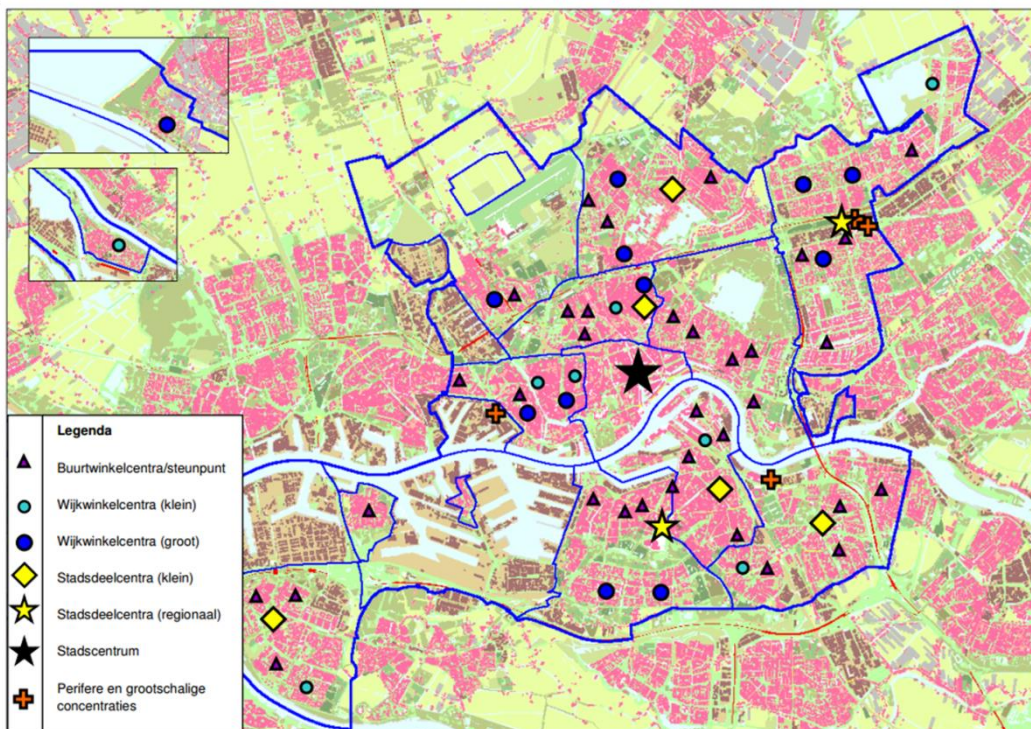 Legenda
Buurtwinkelcentra/steunpunt
Wijkwinkelcentra (klein)
Wijkwinkelcentra (groot)
Stadsdeelcentra (klein)
Stadsdeelcentra (regionaal)
Stadscentrum
Perifere en grootschalige
concentraties